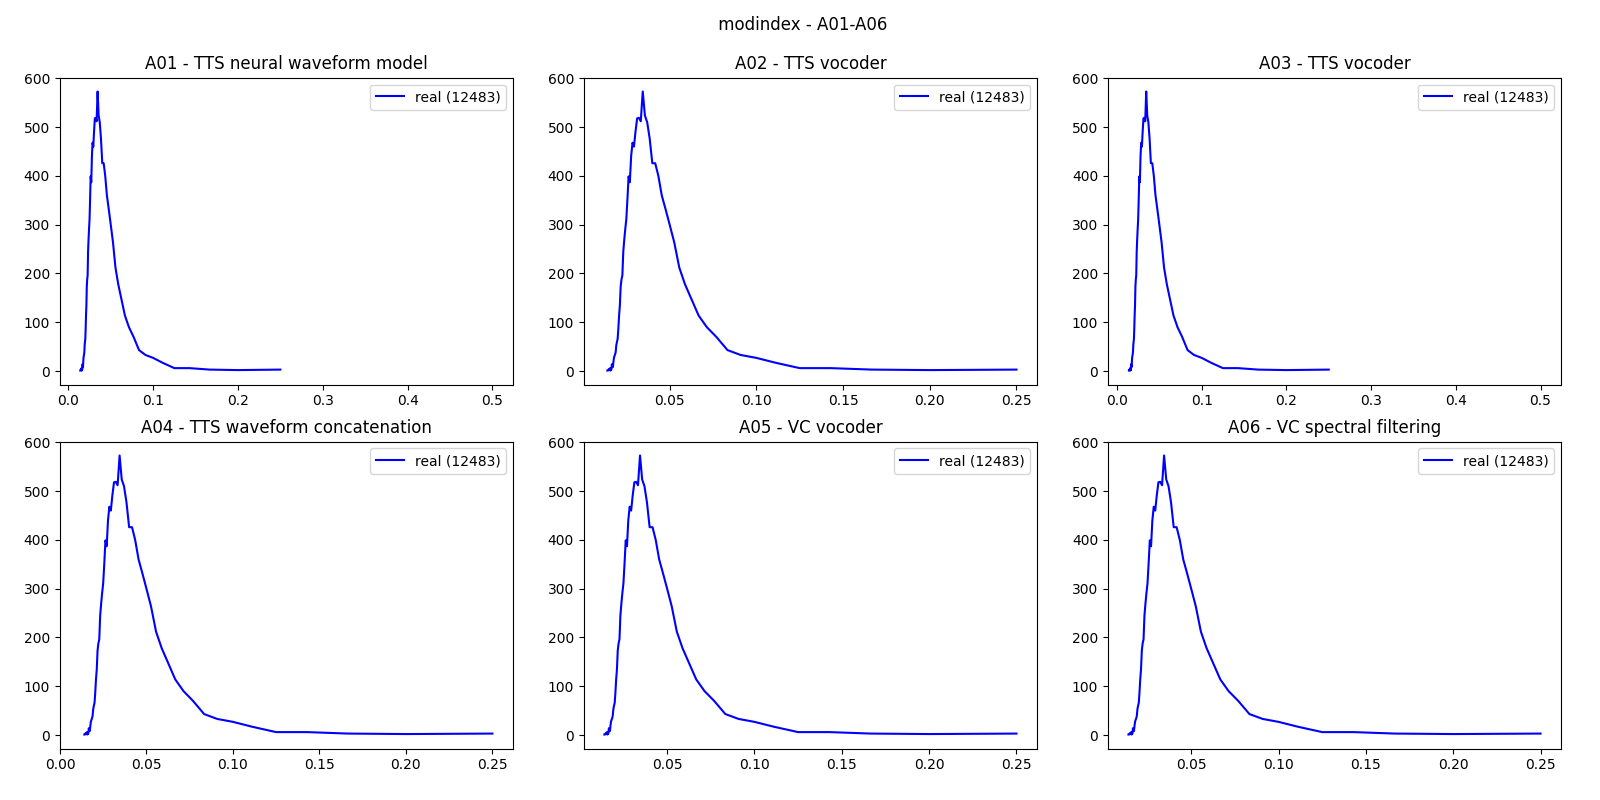 modindex - A01-A06
A01 - TTS neural waveform model
A02 - TTS vocoder
A03 - TTS vocoder
600
500
400
300
200
100
0
real (12483)
0.0 0.1 0.2 0.3 0.4 0.5
600
500
400
300
200
100
0
real (12483)
0.05 0.10 0.15 0.20 0.25
600
500
400
300
200
100
0
real (12483)
0.0 0.1 0.2 0.3 0.4 0.5
A04 - TTS waveform concatenation
A05 - VC vocoder
A06 - VC spectral filtering
600
500
400
300
200
100
0
real (12483)
0.00 0.05 0.10 0.15 0.20 0.25
600
500
400
300
200
100
0
real (12483)
0.05 0.10 0.15 0.20 0.25
600
500
400
300
200
100
0
real (12483)
0.05 0.10 0.15 0.20 0.25